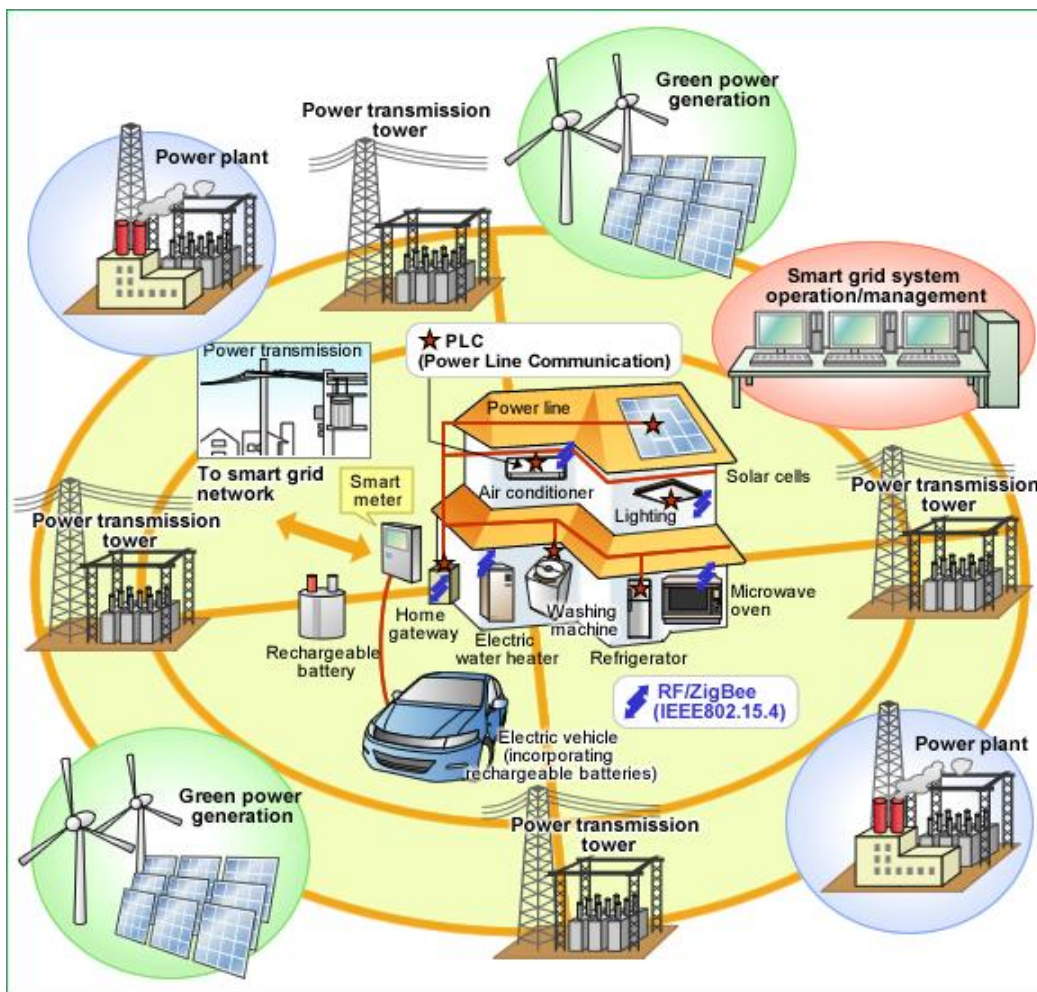 Green power
generation
Power transmission
tower
Power plant
Smart grid system
operation/management
PLC
(Power Line Communication)
Power transmission
Power line
To smart grid
network
Smart
meter
Air conditioner
Solar cells
Lighting
Power transmission
tower
Power transmission
tower
Home
gateway
Rechargeable
battery
Electric
water heater
Washing
machine
Refrigerator
Microwave
oven
RF/ZigBee
(IEEE802.15.4)
Electric vehicle
(incorporating
rechargeable batteries)
Power plant
Green power
generation
Power transmission
tower